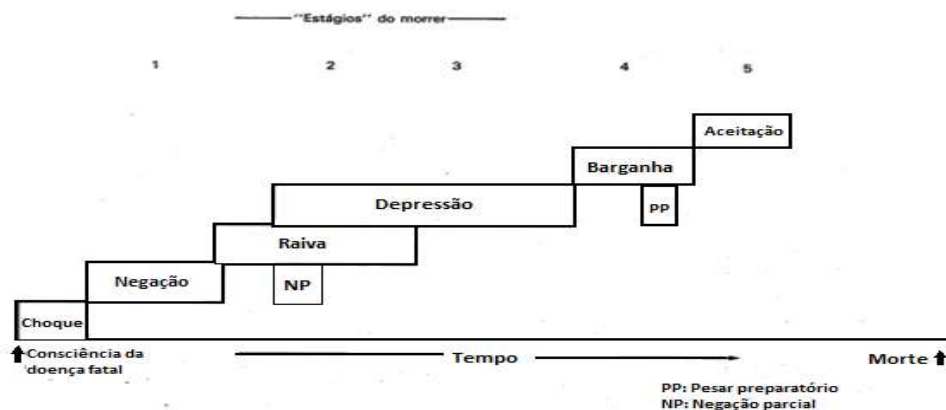 "Estágios" do morrer
1 2 3 4 5
Aceitação
Barganha
Depressão
PP
Raiva
Negação
NP
Choque
Consciência da
doença fatal
Tempo
Morte
PP: Pesar preparatório
NP: Negação parcial